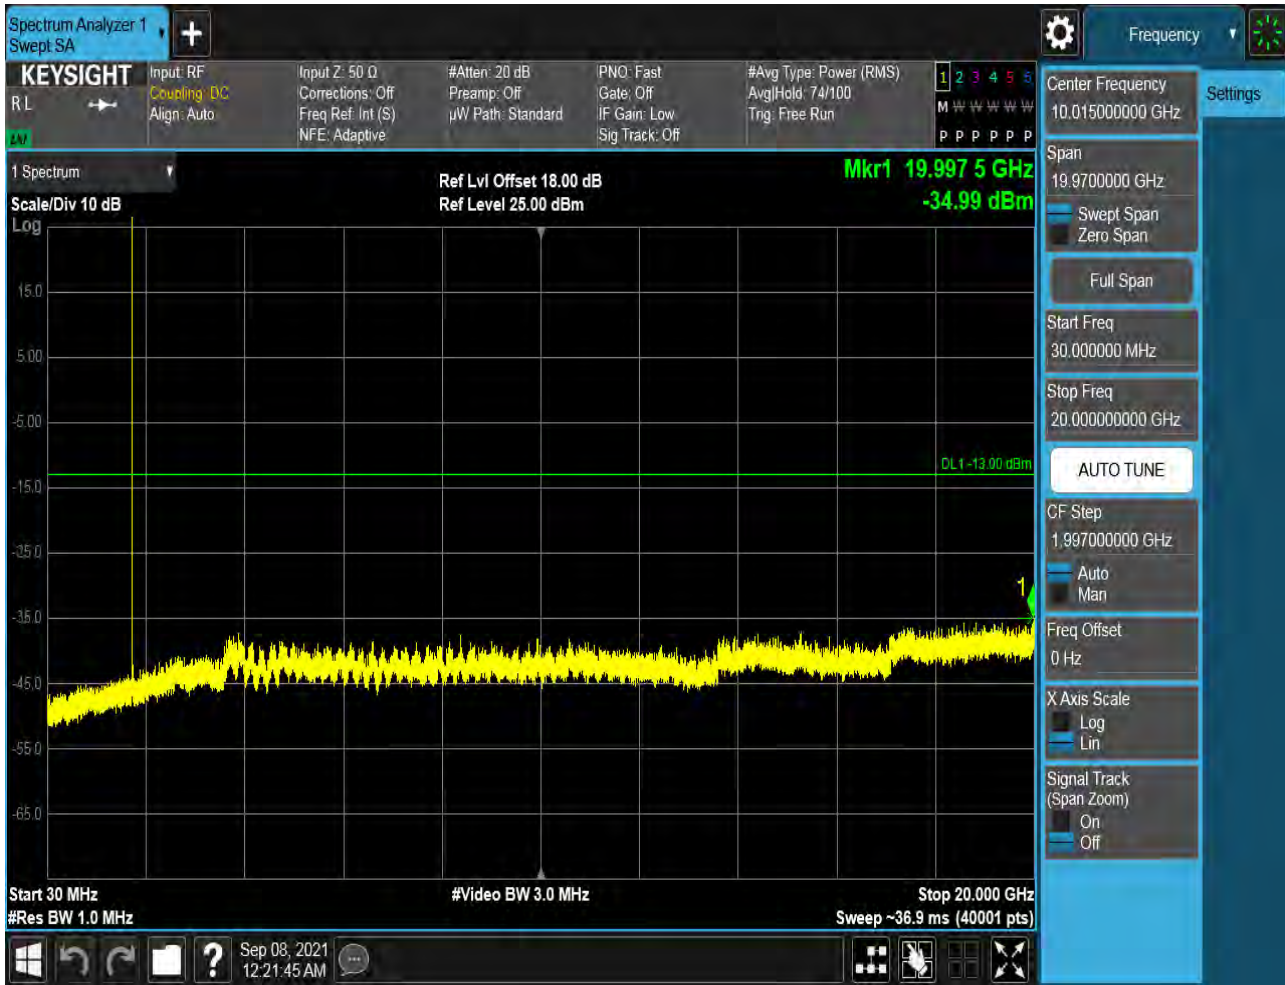 Spectrum Analyzer 1
Swept SA
Frequency
KEYSIGHT
R L
LNI
Input: RF
Coupling: DC
Align: Auto
Input Z: 50 Ω
Corrections: Off
Freq Ref: Int (S)
NFE: Adaptive
#Atten: 20 dB
Preamp: Off
µW Path: Standard
PNO: Fast
Gate: Off
IF Gain: Low
Sig Track: Off
#Avg Type: Power (RMS)
Avg|Hold: 74/100
Trig: Free Run
1 2 3 4 5 6
M W W W W W
P P P P P P
1 Spectrum
Scale/Div 10 dB
Log
Ref Lvl Offset 18.00 dB
Ref Level 25.00 dBm
Mkr1 19.997 5 GHz
-34.99 dBm
15.0
5.00
-5.00
-15.0
-25.0
-35.0
-45.0
-55.0
-65.0
DL1 -13.00 dBm
1
Start 30 MHz
#Res BW 1.0 MHz
#Video BW 3.0 MHz
Stop 20.000 GHz
Sweep ~36.9 ms (40001 pts)
Center Frequency
10.015000000 GHz
Span
19.9700000 GHz
Swept Span
Zero Span
Full Span
Start Freq
30.000000 MHz
Stop Freq
20.000000000 GHz
AUTO TUNE
CF Step
1.997000000 GHz
Auto
Man
Freq Offset
0 Hz
X Axis Scale
Log
Lin
Signal Track
(Span Zoom)
On
Off
Settings
?
Sep 08, 2021
12:21:45 AM